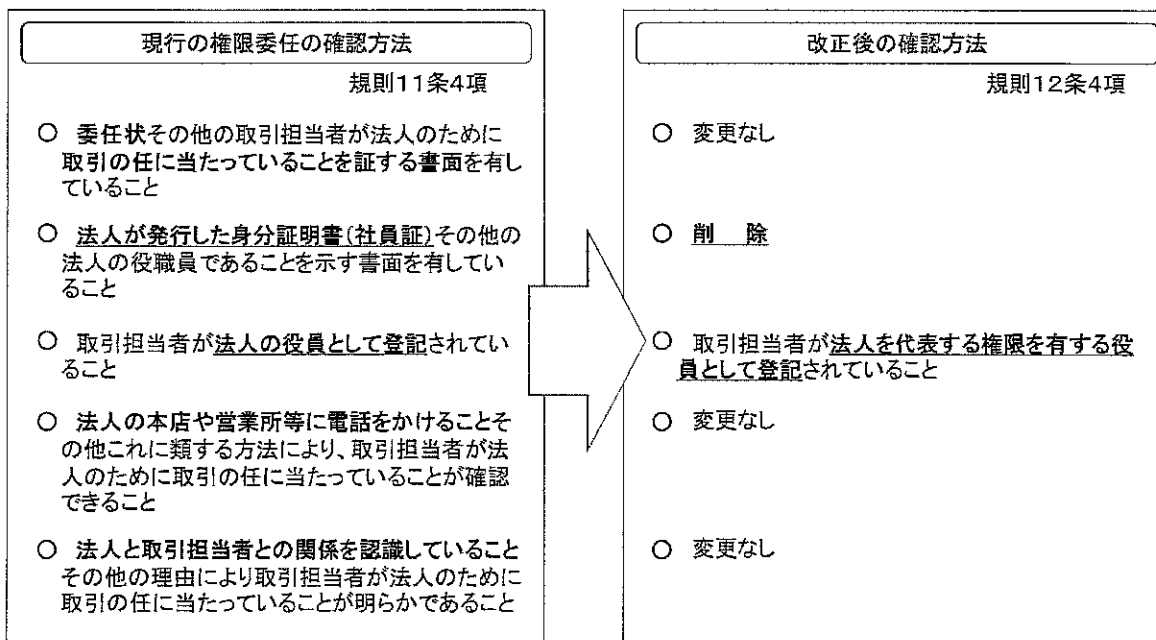 現行の権限委任の確認方法
規則11条4項
○ 委任状その他の取引担当者が法人のために
取引の任に当たっていることを証する書面を有し
ていること
○ 法人が発行した身分証明書(社員証)その他の
法人の役職員であることを示す書面を有してい
ること
○ 取引担当者が法人の役員として登記されてい
ること
○ 法人の本店や営業所等に電話をかけることそ
の他これに類する方法により、取引担当者が法
人のために取引の任に当たっていることが確認
できること
○ 法人と取引担当者との関係を認識していること
その他の理由により取引担当者が法人のために
取引の任に当たっていることが明らかであること
改正後の確認方法
規則12条4項
○ 変更なし
○ 削　除
○ 取引担当者が法人を代表する権限を有する役
員として登記されていること
○ 変更なし
○ 変更なし